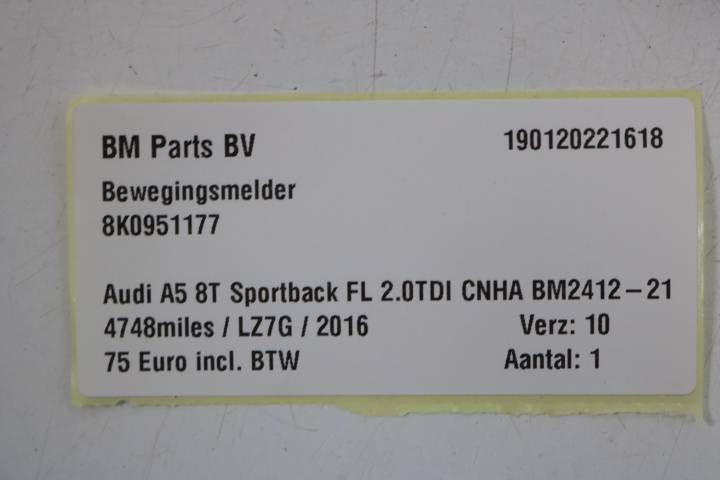 BM Parts BV 190120221618
Bewegingsmelder
8K0951177
Audi A5 8T Sportback FL 2.0TDI CNHA BM2412-21
4748miles / LZ7G / 2016 Verz: 10
75 Euro incl. BTW Aantal: 1